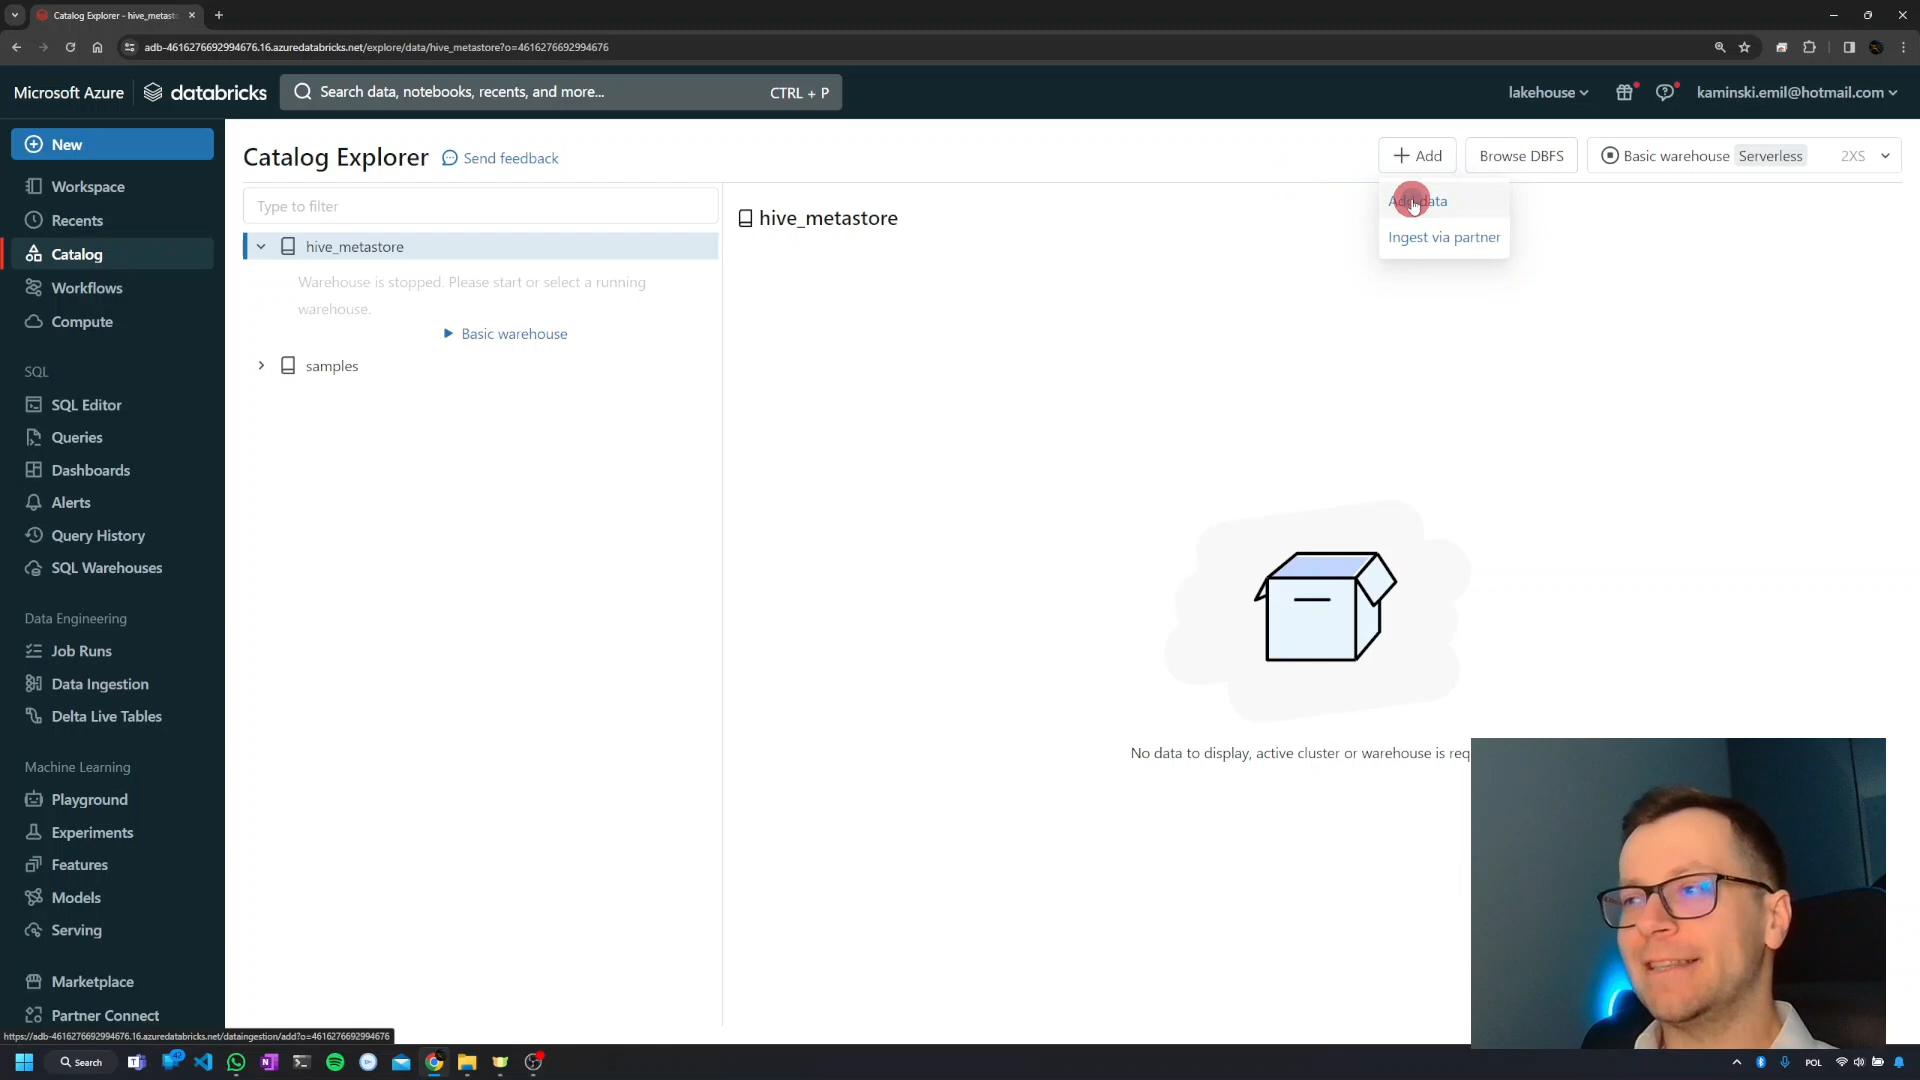 Catalog Explorer - hive_metast
adb-4616276692994676.16.azuredatabricks.net/explore/data/hive_metastore?o=4616276692994676
Microsoft Azure
databricks
Search data, notebooks, recents, and more...
CTRL + P
lakehouse
kaminski.emil@hotmail.com
New
Workspace
Recents
Catalog
Workflows
Compute
SQL
SQL Editor
Queries
Dashboards
Alerts
Query History
SQL Warehouses
Data Engineering
Job Runs
Data Ingestion
Delta Live Tables
Machine Learning
Playground
Experiments
Features
Models
Serving
Marketplace
Partner Connect
Catalog Explorer
Send feedback
+ Add
Browse DBFS
Basic warehouse Serverless 2XS
Add data
Ingest via partner
Type to filter
hive_metastore
Warehouse is stopped. Please start or select a running
warehouse.
Basic warehouse
samples
hive_metastore
No data to display, active cluster or warehouse is req
https://adb-4616276692994676.16.azuredatabricks.net/dataingestion/add?o=4616276692994676
Search
POL